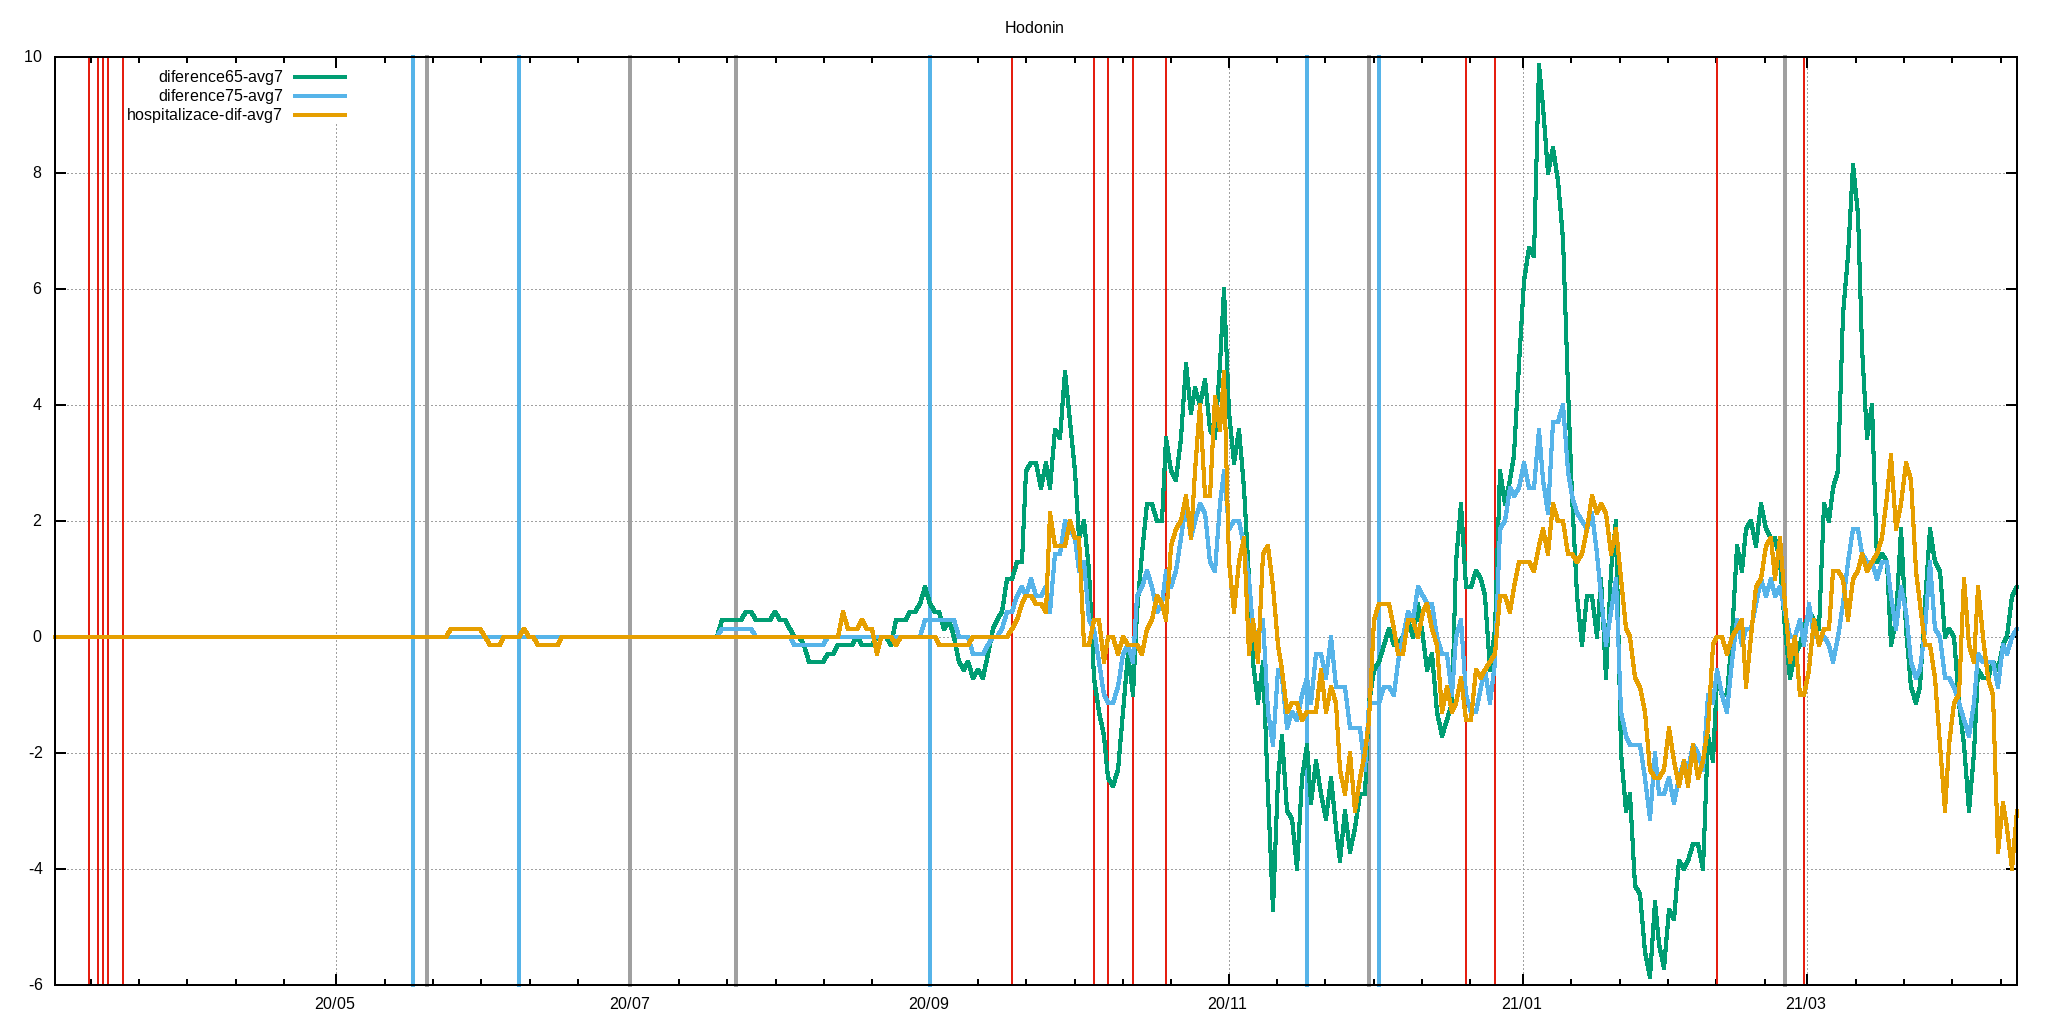 Hodonin
10
diference65-avg7
diference75-avg7
hospitalizace-dif-avg7
8
6
4
2
0
-2
-4
-6
20/05 20/07 20/09 20/11 21/01 21/03